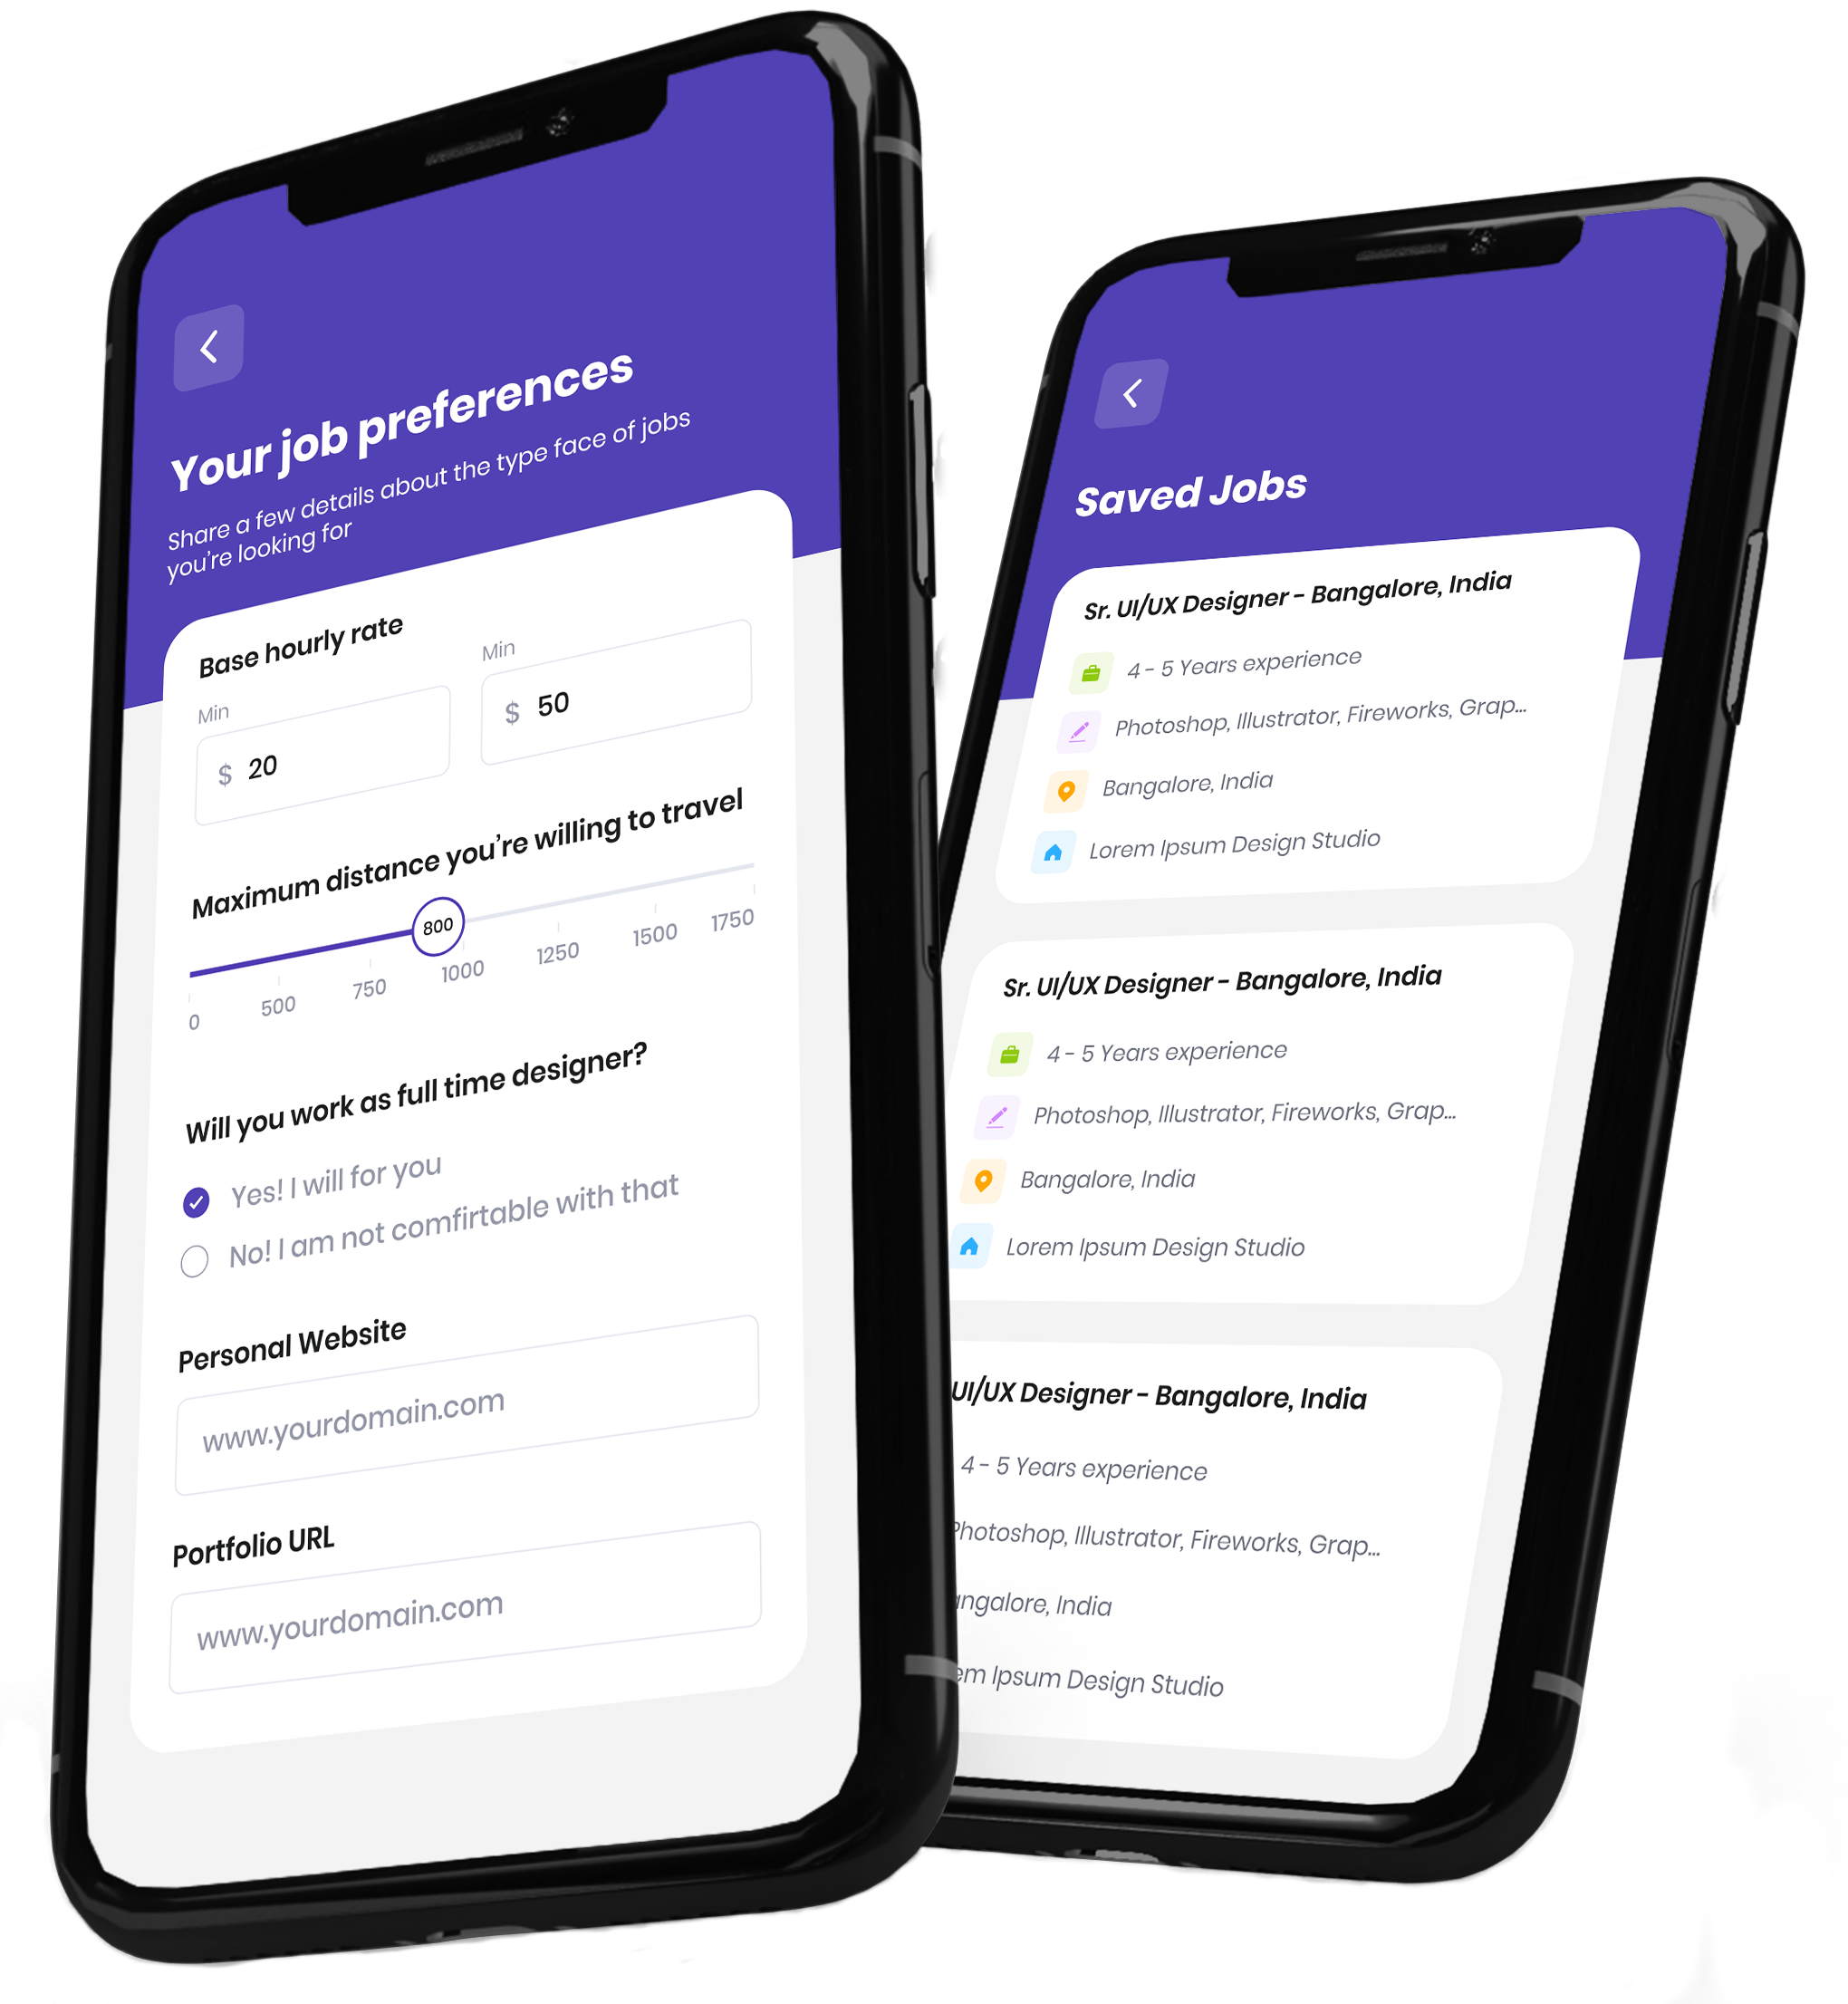 Your job preferences
Share a few details about the type face of jobs
you're looking for
Base hourly rate
Min
Min
$ 20
$ 50
Maximum distance you're willing to travel
800
0 500 750 1000 1250 1500 1750
Will you work as full time designer?
Yes! I will for you
No! I am not comfirtable with that
Personal Website
www.yourdomain.com
Portfolio URL
www.yourdomain.com
Saved Jobs
Sr. UI/UX Designer - Bangalore, India
4 - 5 Years experience
Photoshop, Illustrator, Fireworks, Grap...
Bangalore, India
Lorem Ipsum Design Studio
Sr. UI/UX Designer - Bangalore, India
4 - 5 Years experience
Photoshop, Illustrator, Fireworks, Grap...
Bangalore, India
Lorem Ipsum Design Studio
UI/UX Designer - Bangalore, India
4 - 5 Years experience
Photoshop, Illustrator, Fireworks, Grap...
angalore, India
em Ipsum Design Studio